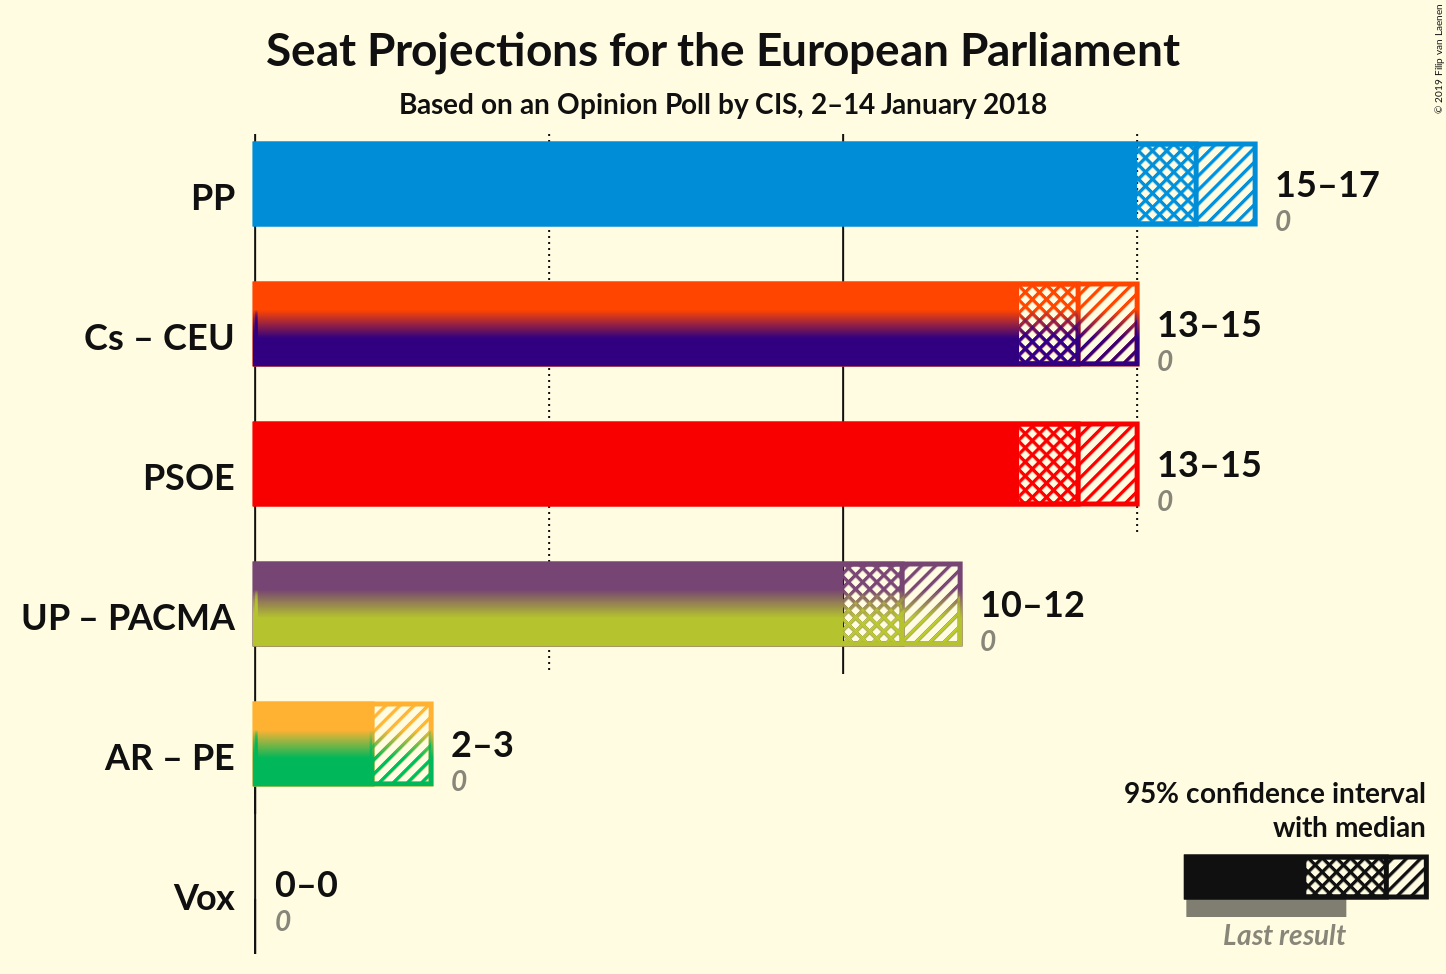 Seat Projections for the European Parliament
Based on an Opinion Poll by CIS, 2–14 January 2018
© 2019 Filip van Laenen
PP
15–17
0
Cs – CEU
13–15
0
PSOE
13–15
0
UP – PACMA
10–12
0
AR – PE
2–3
0
Vox
0–0
0
95% confidence interval
with median
Last result